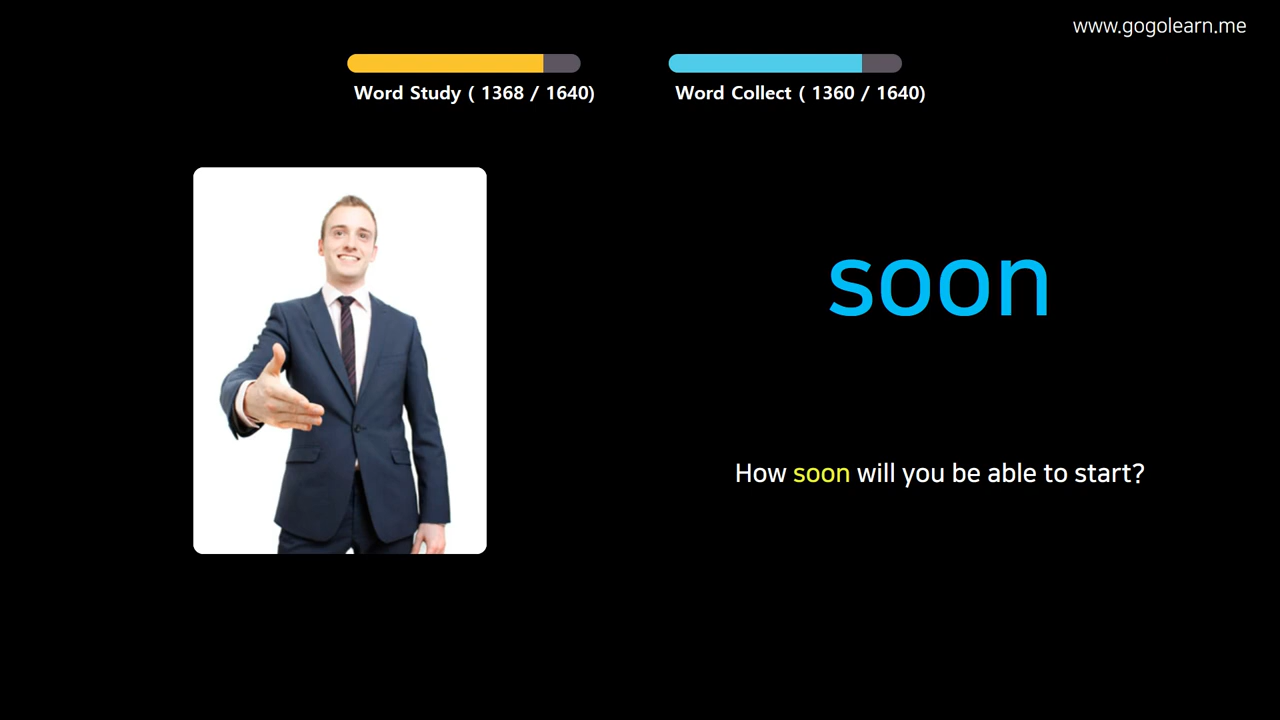 www.gogolearn.me
Word Study ( 1368 / 1640)
Word Collect ( 1360 / 1640)
soon
How soon will you be able to start?